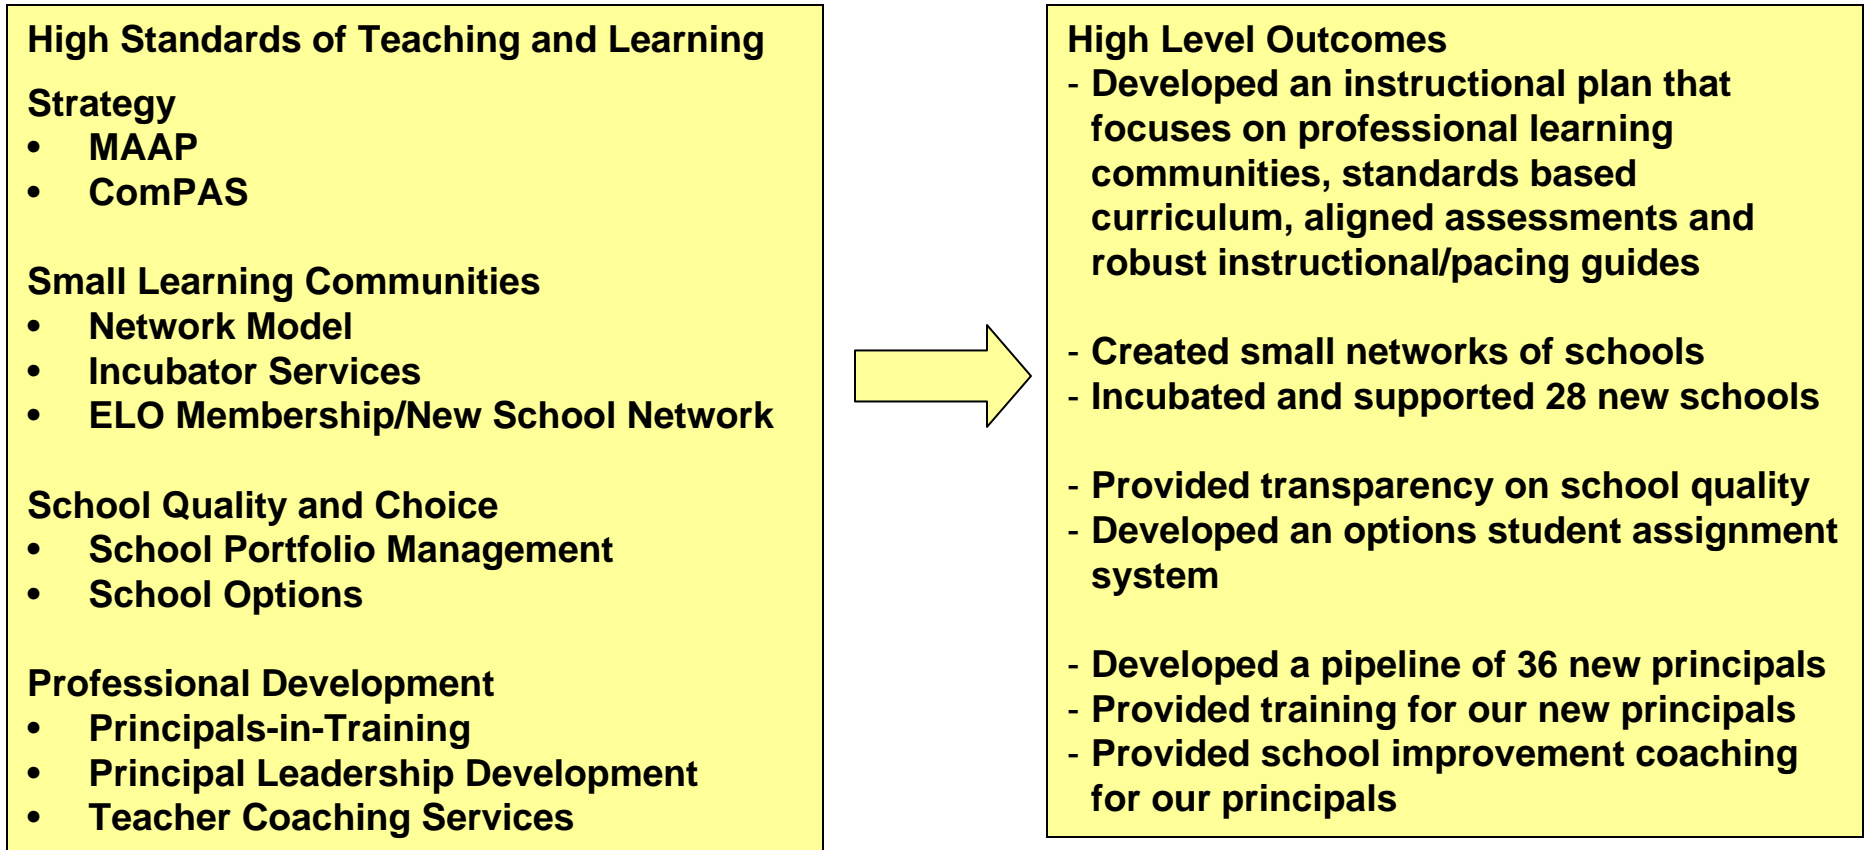 High Standards of Teaching and Learning
Strategy
• MAAP
• ComPAS
Small Learning Communities
• Network Model
• Incubator Services
• ELO Membership/New School Network
School Quality and Choice
• School Portfolio Management
• School Options
Professional Development
• Principals-in-Training
• Principal Leadership Development
• Teacher Coaching Services
High Level Outcomes
- Developed an instructional plan that
focuses on professional learning
communities, standards based
curriculum, aligned assessments and
robust instructional/pacing guides
- Created small networks of schools
- Incubated and supported 28 new schools
- Provided transparency on school quality
- Developed an options student assignment
system
- Developed a pipeline of 36 new principals
- Provided training for our new principals
- Provided school improvement coaching
for our principals